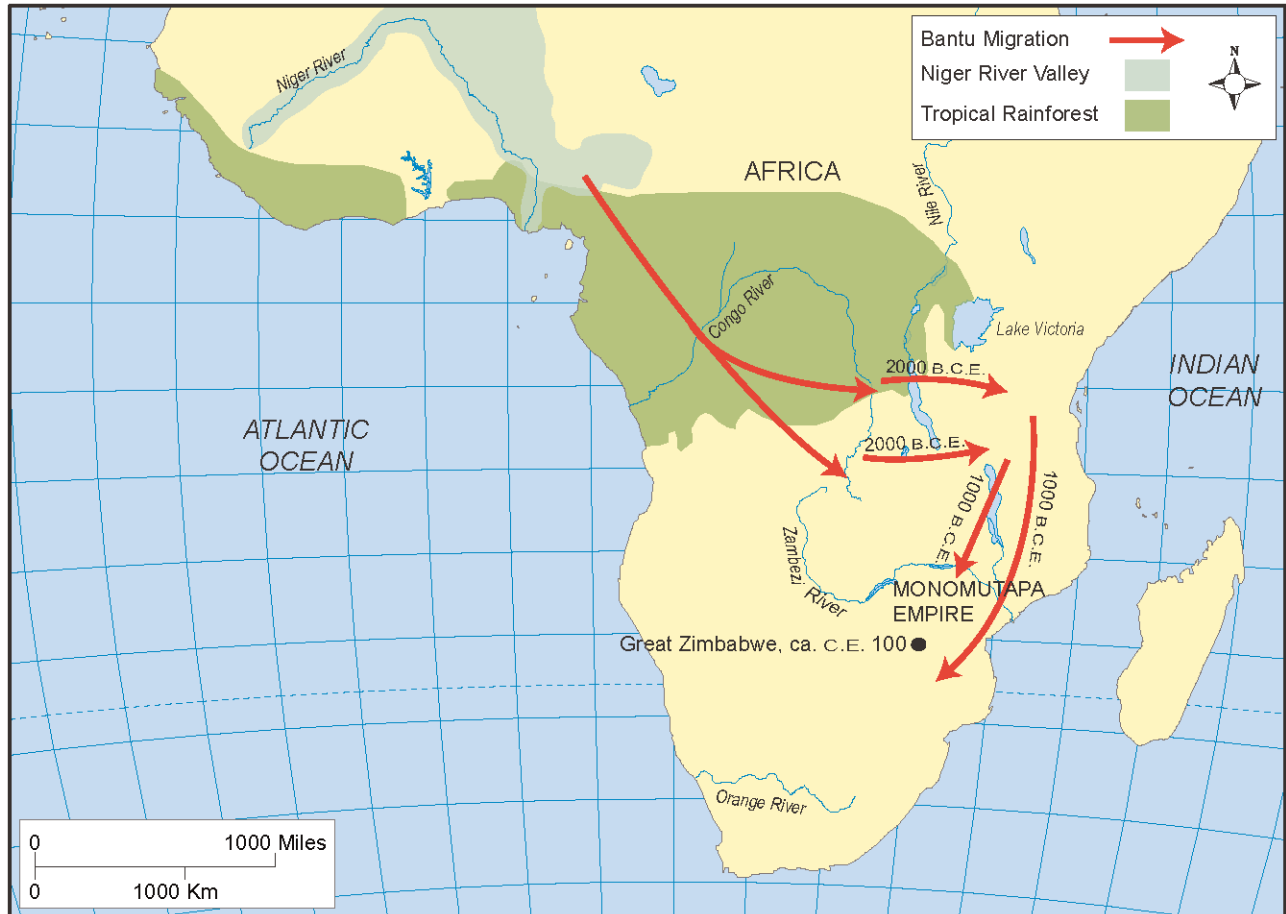 Bantu Migration
Niger River Valley
Tropical Rainforest
N
Niger River
AFRICA
Nile River
Congo River
Lake Victoria
INDIAN
OCEAN
2000 B.C.E.
ATLANTIC
OCEAN
2000 B.C.E.
1000 B.C.E.
1000 B.C.E.
Zambezi River
MONOMUTAPA
EMPIRE
Great Zimbabwe, ca. C.E. 100
Orange River
0 1000 Miles
0 1000 Km